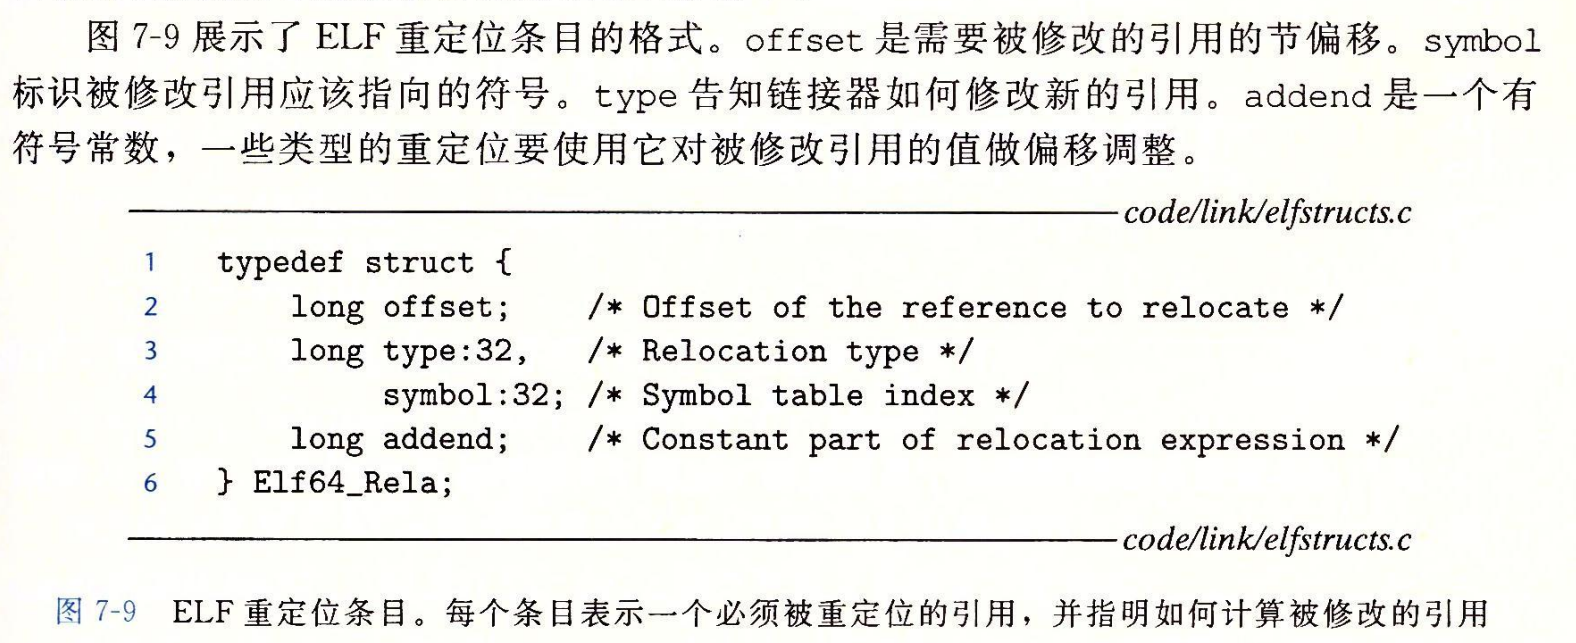 图 7-9 展示了 ELF 重定位条目的格式。offset 是需要被修改的引用的节偏移。symbol
标识被修改引用应该指向的符号。type 告知链接器如何修改新的引用。addend 是一个有
符号常数，一些类型的重定位要使用它对被修改引用的值做偏移调整。
code/link/elfstructs.c
1 typedef struct {
2 long offset; /* Offset of the reference to relocate */
3 long type:32, /* Relocation type */
4 symbol:32; /* Symbol table index */
5 long addend; /* Constant part of relocation expression */
6 } Elf64_Rela;
code/link/elfstructs.c
图 7-9 ELF 重定位条目。每个条目表示一个必须被重定位的引用，并指明如何计算被修改的引用